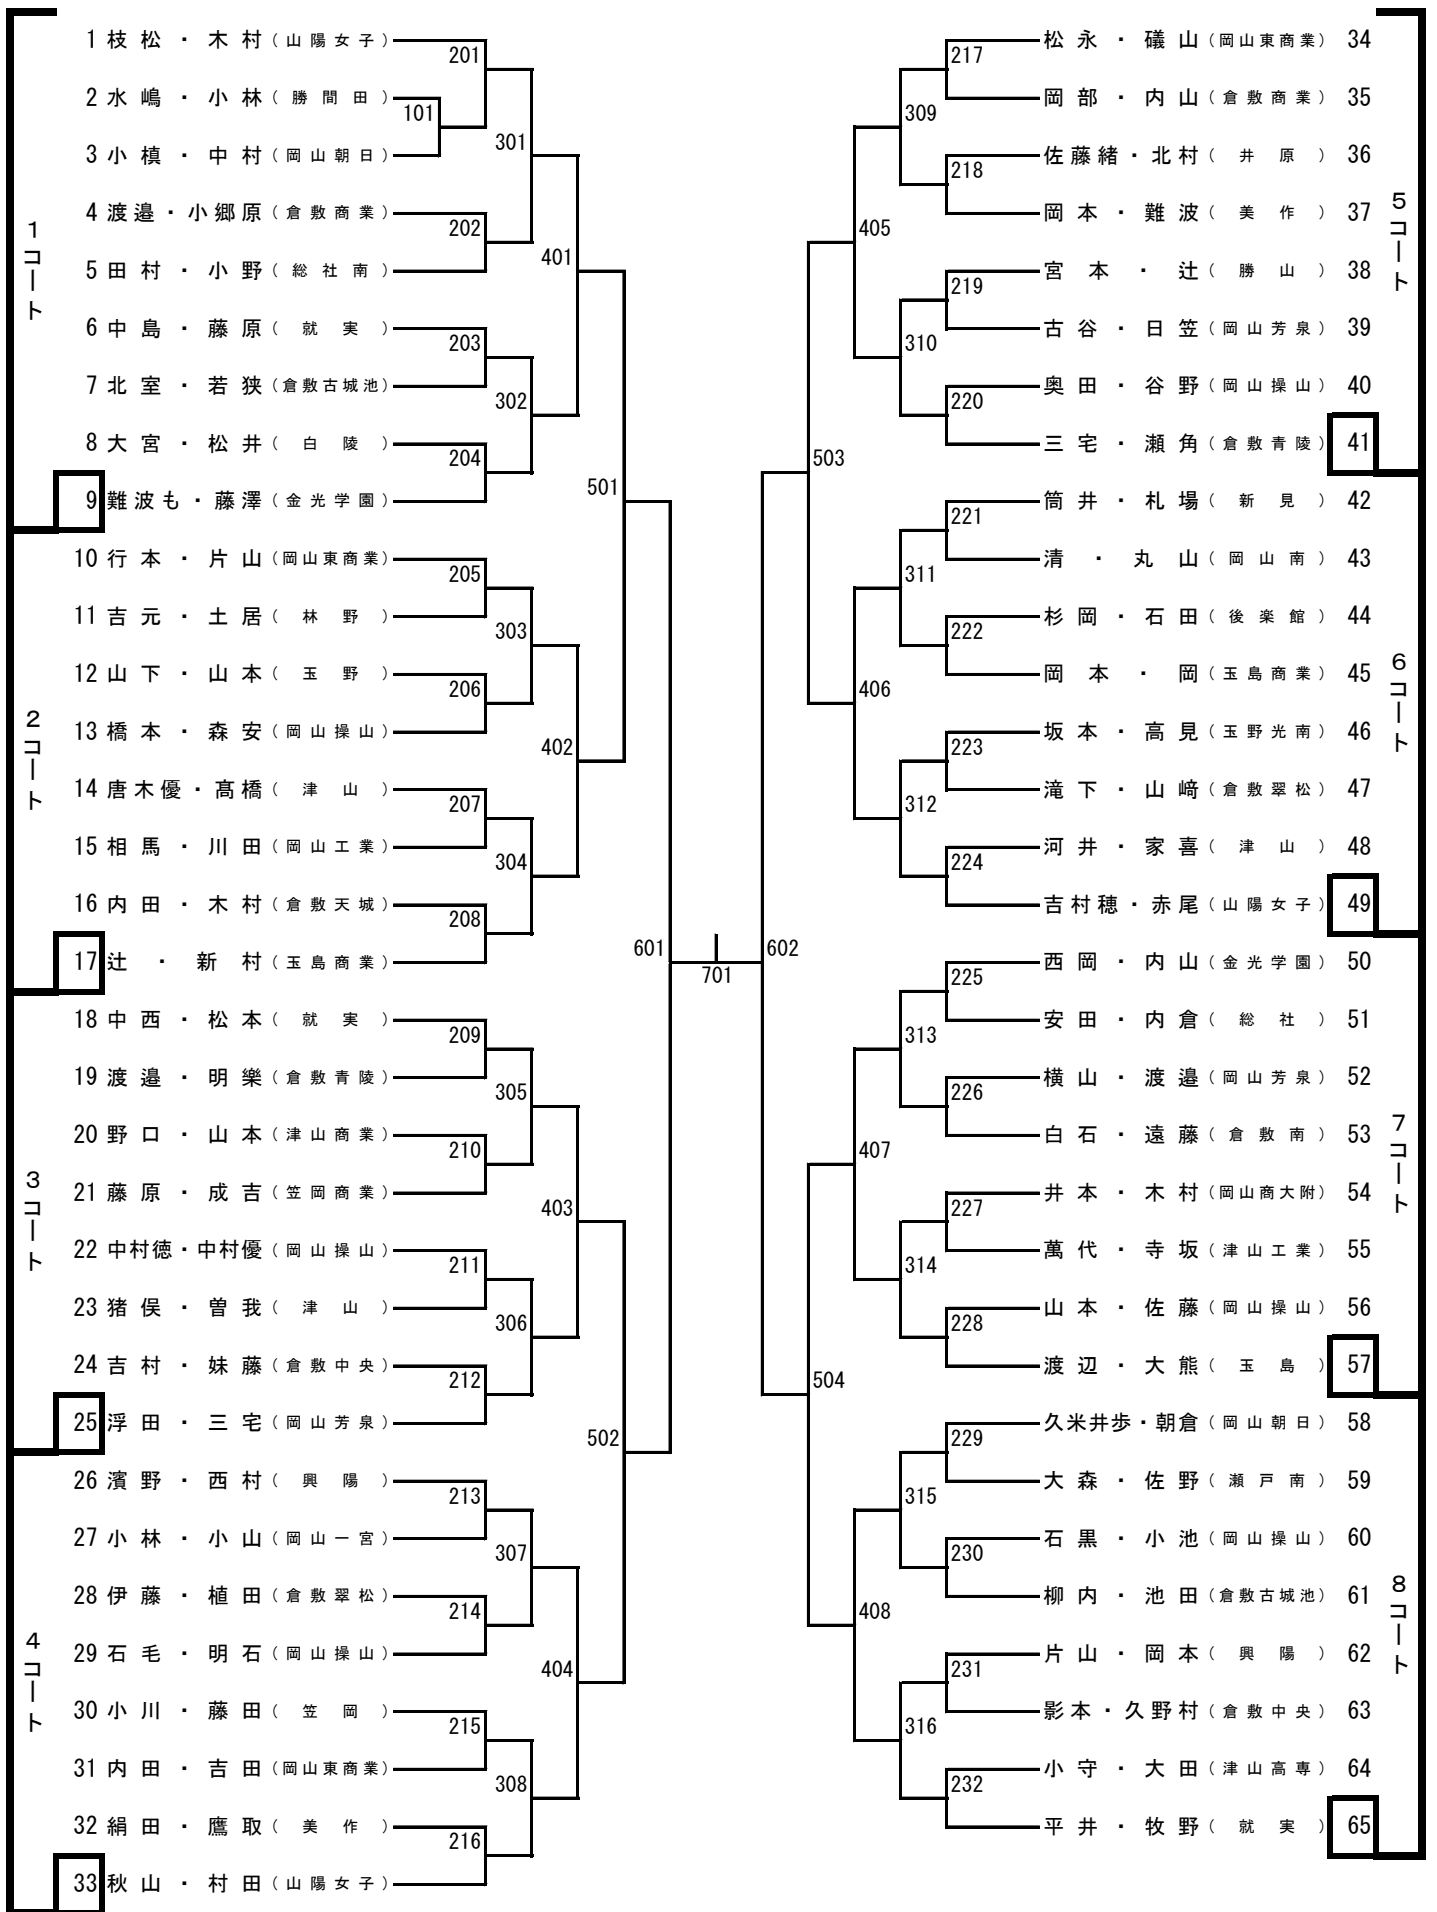 1コート
1 枝松・木村(山陽女子)
2 水嶋・小林(勝間田)
3 小槙・中村(岡山朝日)
4 渡邉・小郷原(倉敷商業)
5 田村・小野(総社南)
6 中島・藤原(就実)
7 北室・若狭(倉敷古城池)
8 大宮・松井(白陵)
9 難波も・藤澤(金光学園)
2コート
10 行本・片山(岡山東商業)
11 吉元・土居(林野)
12 山下・山本(玉野)
13 橋本・森安(岡山操山)
14 唐木優・髙橋(津山)
15 相馬・川田(岡山工業)
16 内田・木村(倉敷天城)
17 辻・新村(玉島商業)
3コート
18 中西・松本(就実)
19 渡邉・明樂(倉敷青陵)
20 野口・山本(津山商業)
21 藤原・成吉(笠岡商業)
22 中村徳・中村優(岡山操山)
23 猪俣・曽我(津山)
24 吉村・妹藤(倉敷中央)
25 浮田・三宅(岡山芳泉)
4コート
26 濱野・西村(興陽)
27 小林・小山(岡山一宮)
28 伊藤・植田(倉敷翠松)
29 石毛・明石(岡山操山)
30 小川・藤田(笠岡)
31 内田・吉田(岡山東商業)
32 絹田・鷹取(美作)
33 秋山・村田(山陽女子)
101
201
202
203
204
205
206
207
208
209
210
211
212
213
214
215
216
301
302
303
304
305
306
307
308
401
402
403
404
501
502
601
701
602
503
504
405
406
407
408
309
310
311
312
313
314
315
316
217
218
219
220
221
222
223
224
225
226
227
228
229
230
231
232
松永・礒山(岡山東商業) 34
岡部・内山(倉敷商業) 35
佐藤緒・北村(井原) 36
岡本・難波(美作) 37
宮本・辻(勝山) 38
古谷・日笠(岡山芳泉) 39
奥田・谷野(岡山操山) 40
三宅・瀬角(倉敷青陵) 41
5コート
筒井・札場(新見) 42
清・丸山(岡山南) 43
杉岡・石田(後楽館) 44
岡本・岡(玉島商業) 45
坂本・高見(玉野光南) 46
滝下・山﨑(倉敷翠松) 47
河井・家喜(津山) 48
吉村穂・赤尾(山陽女子) 49
6コート
西岡・内山(金光学園) 50
安田・内倉(総社) 51
横山・渡邉(岡山芳泉) 52
白石・遠藤(倉敷南) 53
井本・木村(岡山商大附) 54
萬代・寺坂(津山工業) 55
山本・佐藤(岡山操山) 56
渡辺・大熊(玉島) 57
7コート
久米井歩・朝倉(岡山朝日) 58
大森・佐野(瀬戸南) 59
石黒・小池(岡山操山) 60
柳内・池田(倉敷古城池) 61
片山・岡本(興陽) 62
影本・久野村(倉敷中央) 63
小守・大田(津山高専) 64
平井・牧野(就実) 65
8コート